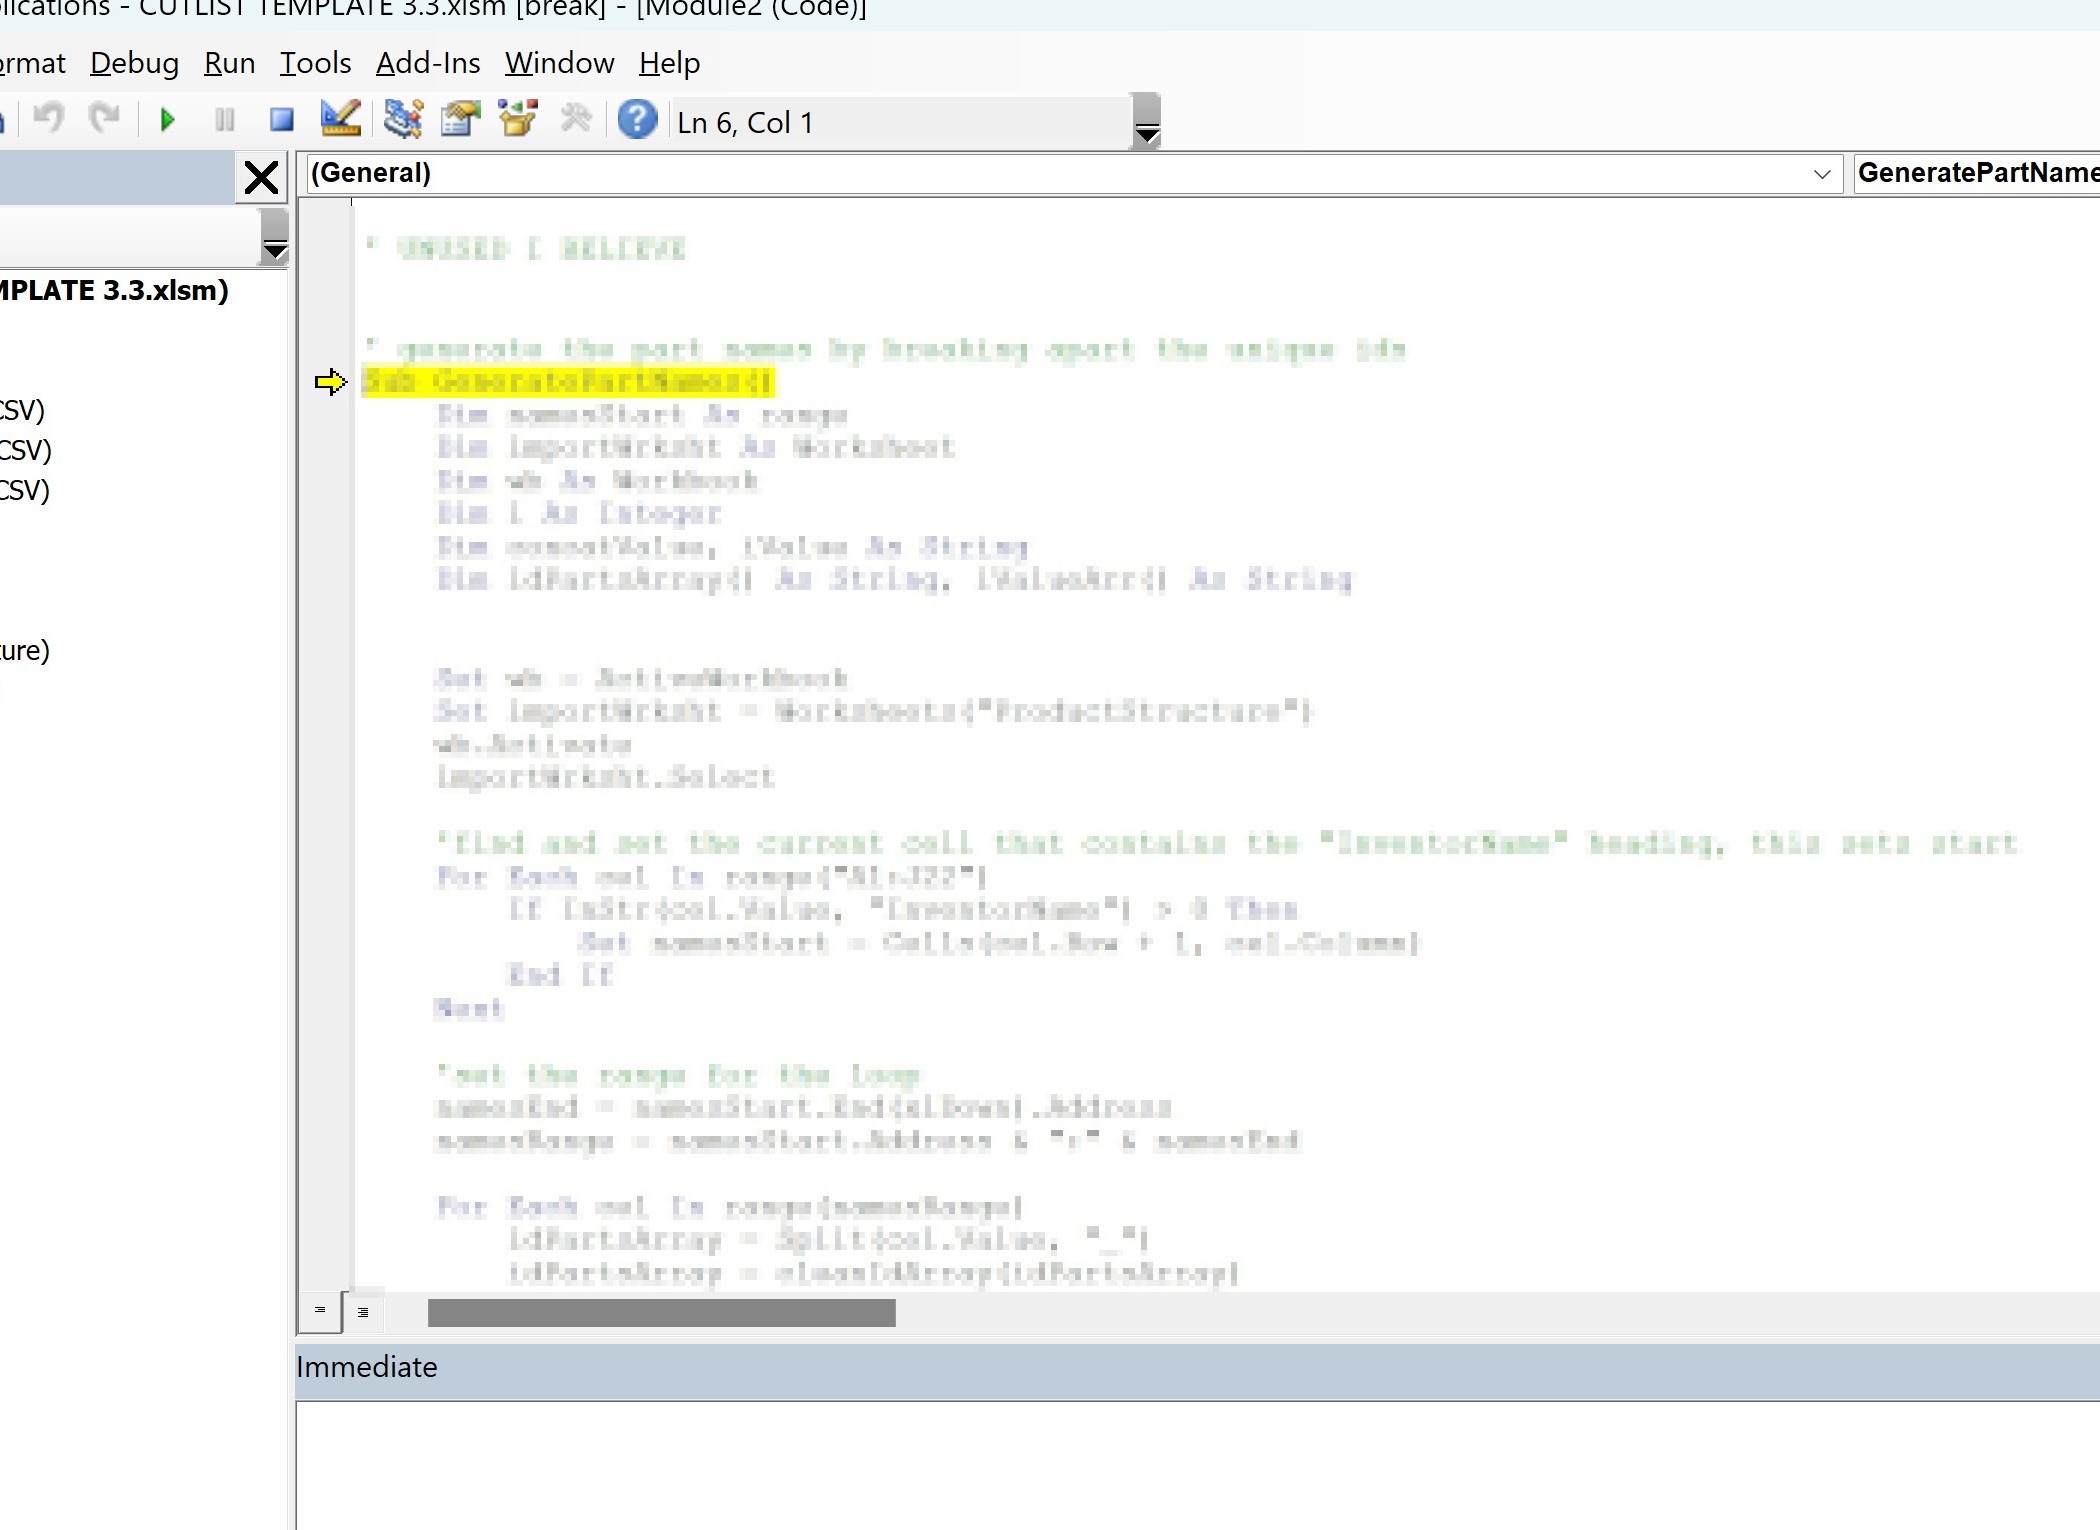 lications - CUTLIST TEMPLATE 3.3.xlsm [break] - [Module2 (Code)]
ormat Debug Run Tools Add-Ins Window Help
Ln 6, Col 1
(General)
GeneratePartName
MPLATE 3.3.xlsm)
CSV)
CSV)
CSV)
ture)
' UNUSED I BELIEVE
' generate the part names by breaking apart the unique ids
Sub GeneratePartNames()
Dim namesStart As range
Dim importWrksht As Worksheet
Dim wb As Workbook
Dim i As Integer
Dim concatValue, iValue As String
Dim idPartsArray() As String, iValueArr() As String
Set wb = ActiveWorkbook
Set importWrksht = Worksheets("ProductStructure")
wb.Activate
importWrksht.Select
'find and set the current cell that contains the "InventorName" heading, this sets start
For Each cel In range("A1:J22")
If InStr(cel.Value, "InventorName") > 0 Then
Set namesStart = Cells(cel.Row + 1, cel.Column)
End If
Next
'set the range for the loop
namesEnd = namesStart.End(xlDown).Address
namesRange = namesStart.Address & ":" & namesEnd
For Each cel In range(namesRange)
idPartsArray = Split(cel.Value, "_")
idPartsArray = cleanIdArray(idPartsArray)
Immediate